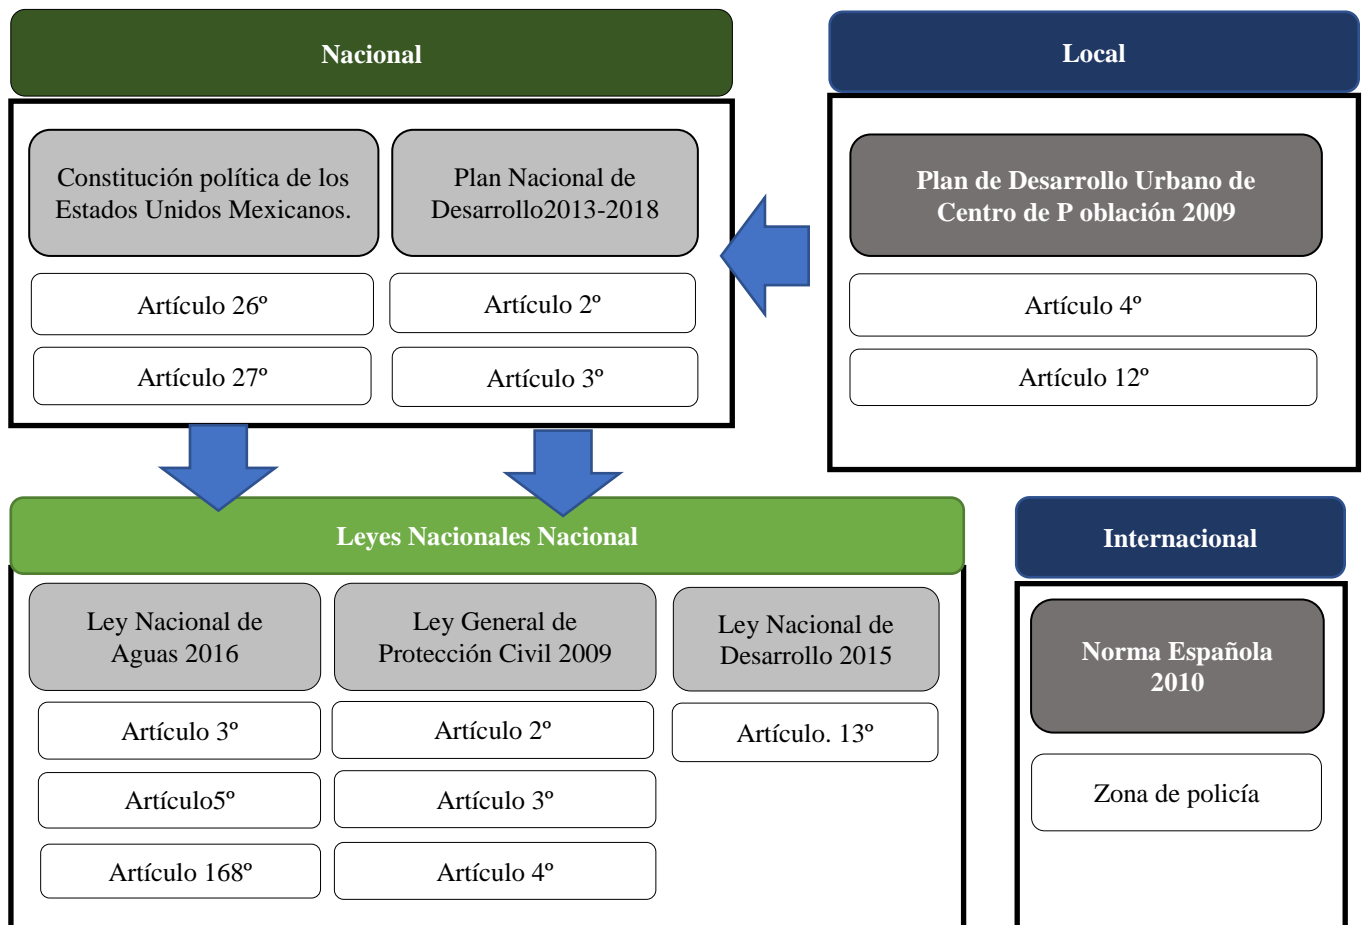 Nacional
Constitución política de los
Estados Unidos Mexicanos.
Artículo 26º
Artículo 27º
Plan Nacional de
Desarrollo2013-2018
Artículo 2º
Artículo 3º
Local
Plan de Desarrollo Urbano de
Centro de P oblación 2009
Artículo 4º
Artículo 12º
Leyes Nacionales Nacional
Ley Nacional de
Aguas 2016
Artículo 3º
Artículo5º
Artículo 168º
Ley General de
Protección Civil 2009
Artículo 2º
Artículo 3º
Artículo 4º
Ley Nacional de
Desarrollo 2015
Artículo. 13º
Internacional
Norma Española
2010
Zona de policía